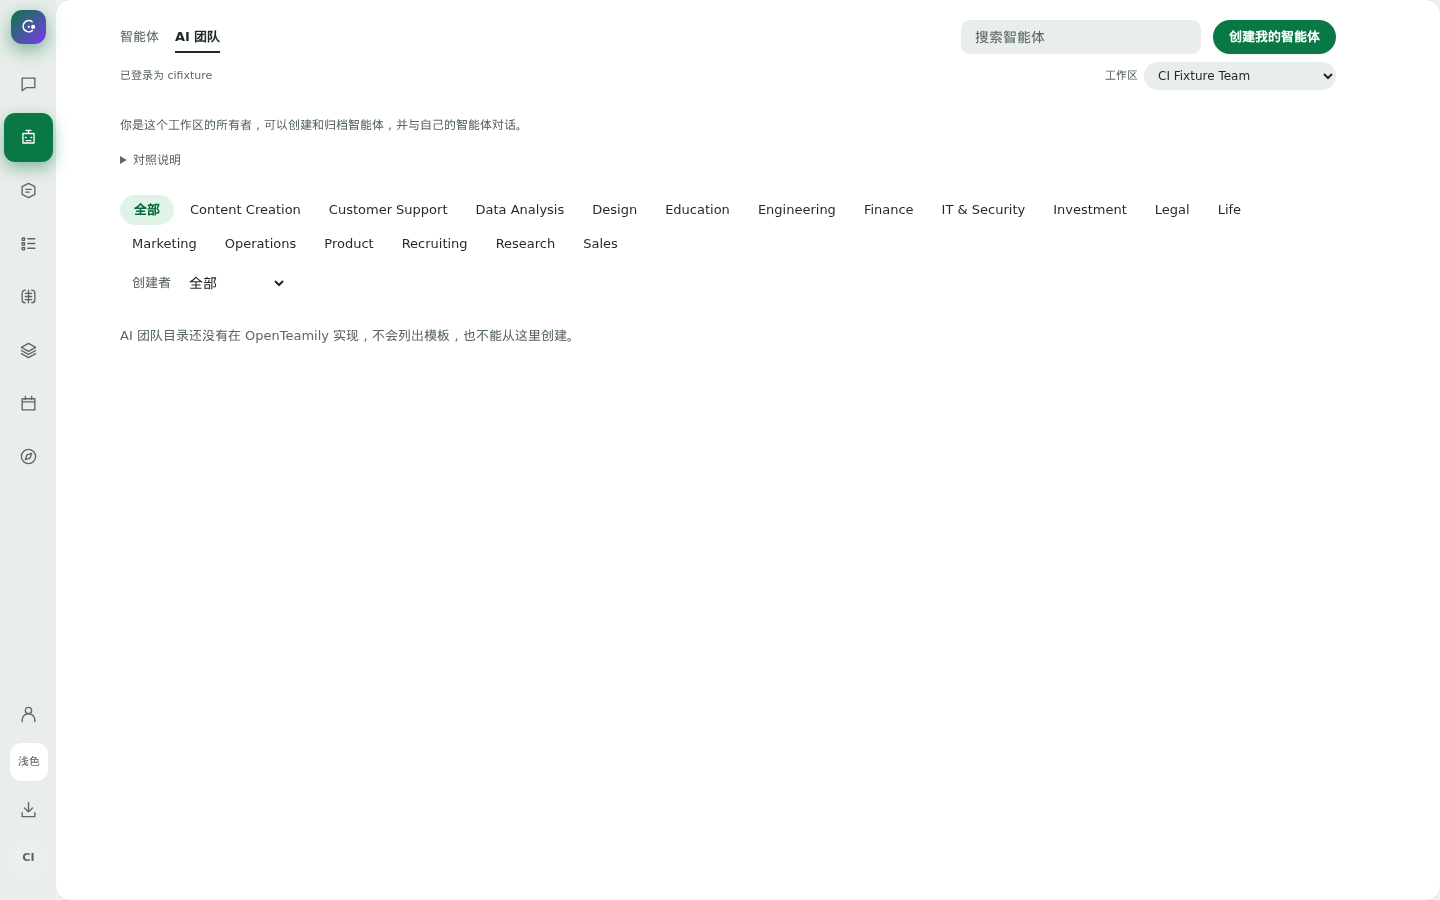 智能体 AI 团队 搜索智能体 创建我的智能体
已登录为 cifixture 工作区 CI Fixture Team
你是这个工作区的所有者，可以创建和归档智能体，并与自己的智能体对话。
对照说明
全部 Content Creation Customer Support Data Analysis Design Education Engineering Finance IT & Security Investment Legal Life
Marketing Operations Product Recruiting Research Sales
创建者 全部
AI 团队目录还没有在 OpenTeamily 实现，不会列出模板，也不能从这里创建。
浅色
CI